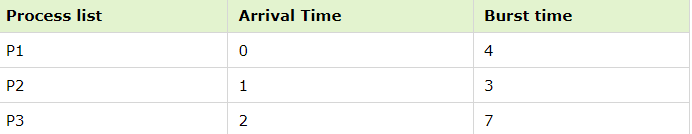 Process list Arrival Time Burst time
P1 0 4
P2 1 3
P3 2 7